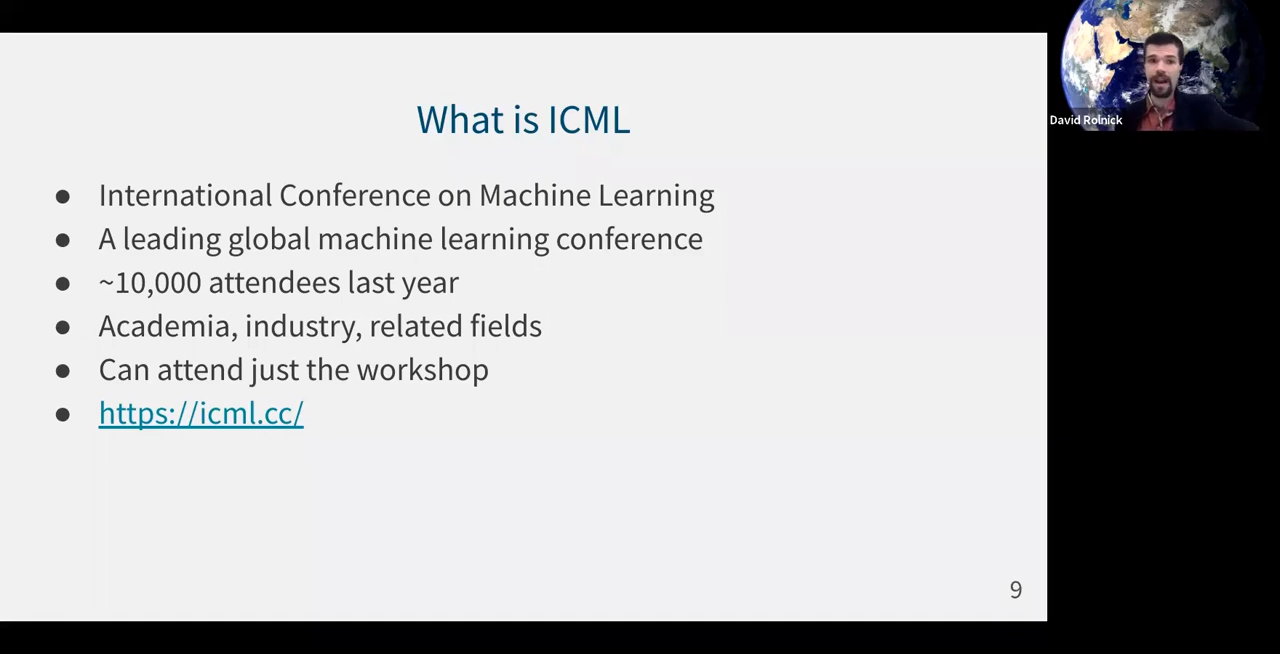 What is ICML
● International Conference on Machine Learning
● A leading global machine learning conference
● ~10,000 attendees last year
● Academia, industry, related fields
● Can attend just the workshop
● https://icml.cc/
9
David Rolnick